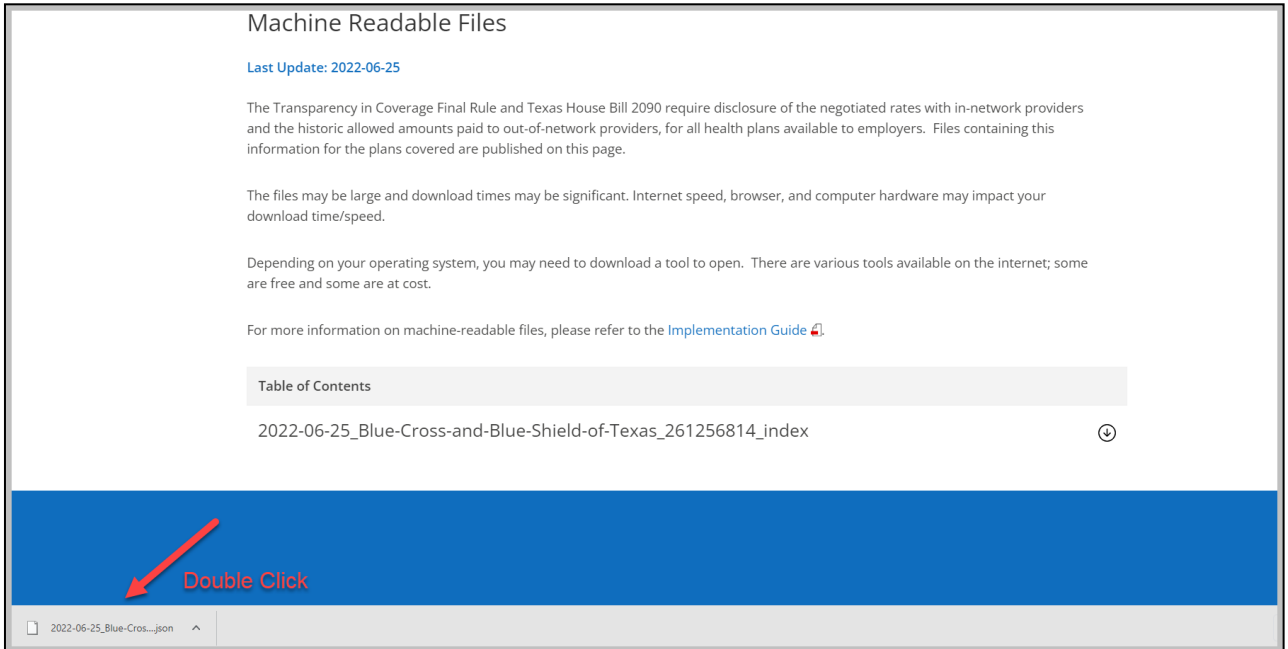 Machine Readable Files
Last Update: 2022-06-25
The Transparency in Coverage Final Rule and Texas House Bill 2090 require disclosure of the negotiated rates with in-network providers
and the historic allowed amounts paid to out-of-network providers, for all health plans available to employers.  Files containing this
information for the plans covered are published on this page.
The files may be large and download times may be significant. Internet speed, browser, and computer hardware may impact your
download time/speed.
Depending on your operating system, you may need to download a tool to open.  There are various tools available on the internet; some
are free and some are at cost.
For more information on machine-readable files, please refer to the Implementation Guide.
Table of Contents
2022-06-25_Blue-Cross-and-Blue-Shield-of-Texas_261256814_index
Double Click
2022-06-25_Blue-Cros....json